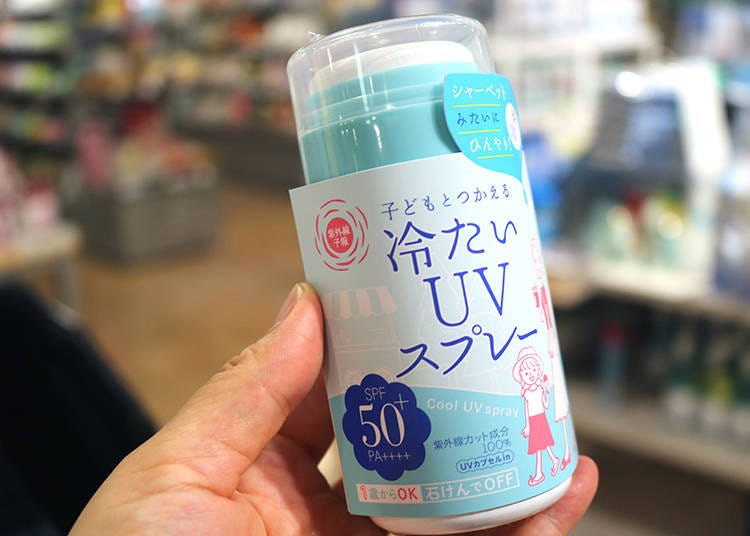 シャーベット
みたいに
ひんやり!
子どもとつかえる
紫外線
予報
冷たい
UV
スプレー
SPF
50+
PA++++
Cool UV spray
紫外線カット成分
100%
UVカプセルin
1歳からOK
石けんでOFF